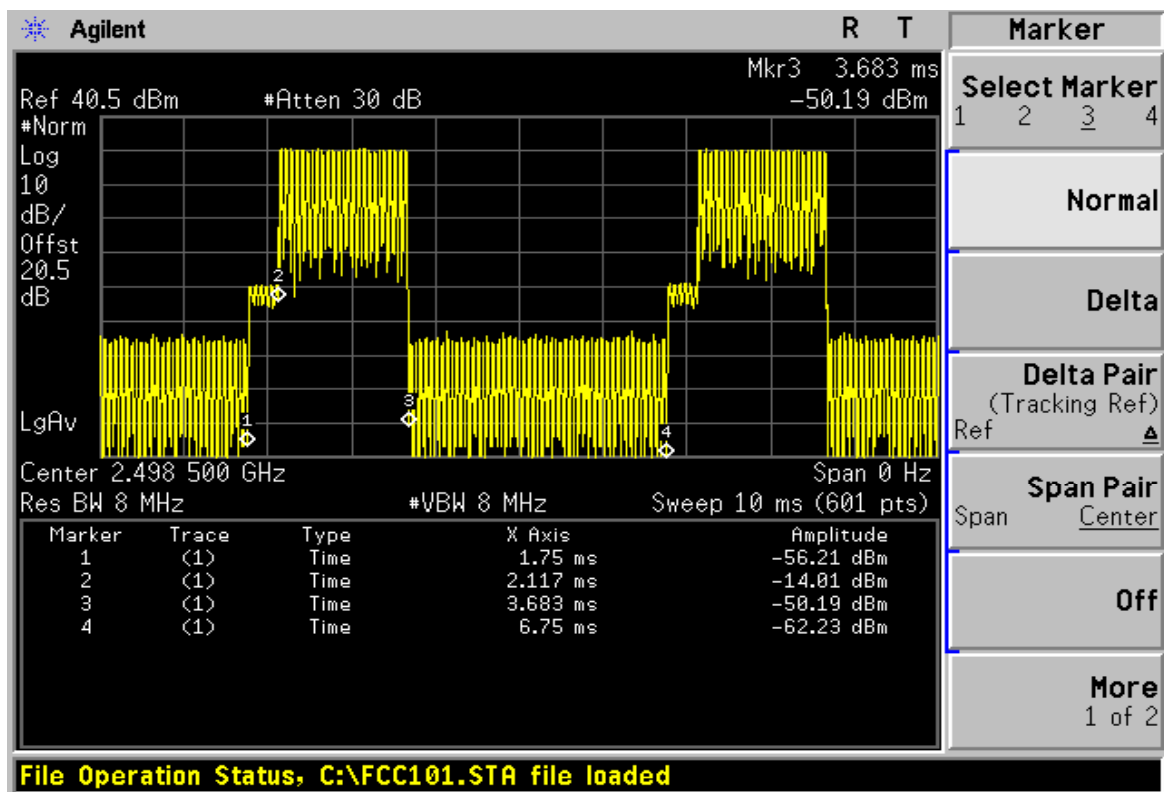 Agilent R T
Mkr3 3.683 ms
Ref 40.5 dBm #Atten 30 dB -50.19 dBm
#Norm
Log
10
dB/
Offst
20.5
dB
LgAv
2
1
3
4
Center 2.498 500 GHz Span 0 Hz
Res BW 8 MHz #VBW 8 MHz Sweep 10 ms (601 pts)
Marker Trace Type X Axis Amplitude
1 (1) Time 1.75 ms -56.21 dBm
2 (1) Time 2.117 ms -14.01 dBm
3 (1) Time 3.683 ms -50.19 dBm
4 (1) Time 6.75 ms -62.23 dBm
File Operation Status, C:\FCC101.STA file loaded
Marker
Select Marker
1 2 3 4
Normal
Delta
Delta Pair
(Tracking Ref)
Ref Δ
Span Pair
Span Center
Off
More
1 of 2